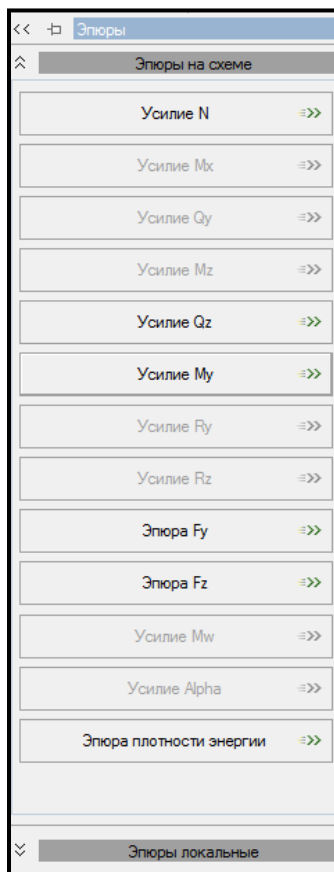 Эпюры
Эпюры на схеме
Усилие N
Усилие Mx
Усилие Qy
Усилие Mz
Усилие Qz
Усилие My
Усилие Ry
Усилие Rz
Эпюра Fy
Эпюра Fz
Усилие Mw
Усилие Alpha
Эпюра плотности энергии
Эпюры локальные